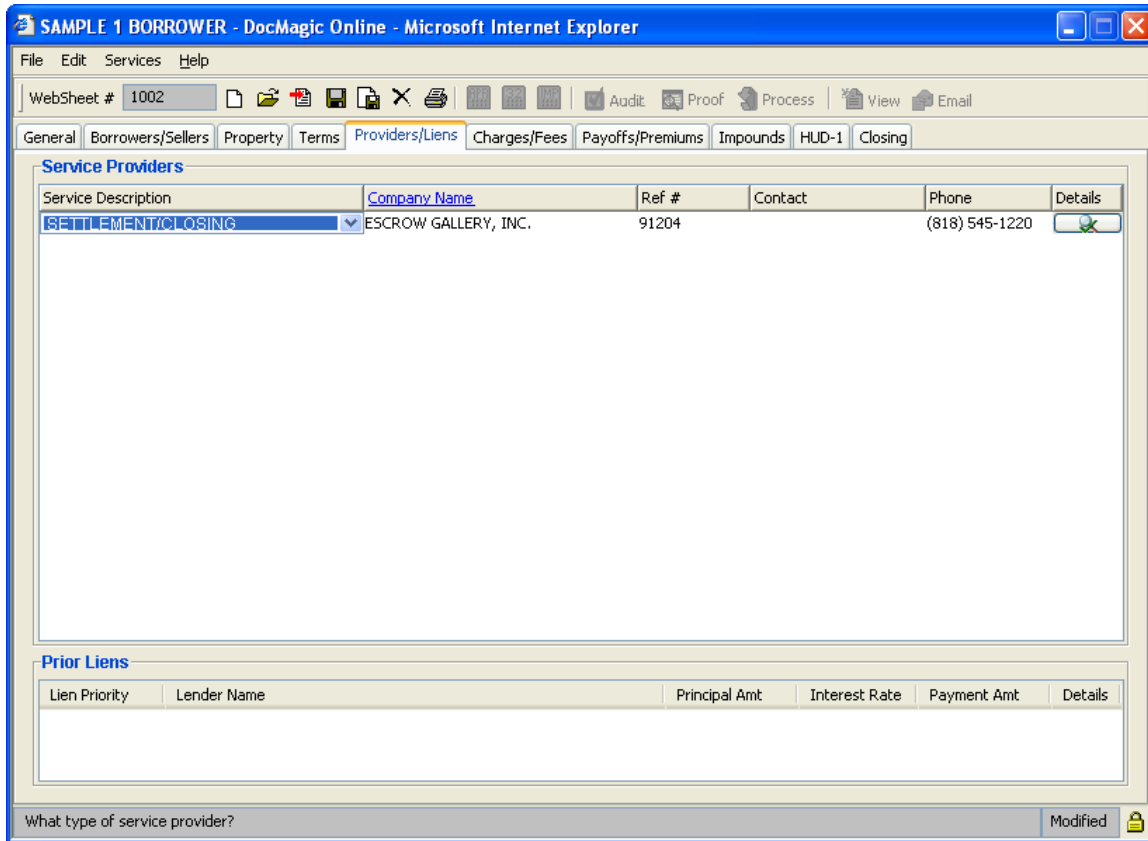 SAMPLE 1 BORROWER - DocMagic Online - Microsoft Internet Explorer
File Edit Services Help
WebSheet # 1002 Audit Proof Process View Email
General Borrowers/Sellers Property Terms Providers/Liens Charges/Fees Payoffs/Premiums Impounds HUD-1 Closing
Service Providers
Service Description Company Name Ref # Contact Phone Details
SETTLEMENT/CLOSING ESCROW GALLERY, INC. 91204 (818) 545-1220
Prior Liens
Lien Priority Lender Name Principal Amt Interest Rate Payment Amt Details
What type of service provider? Modified